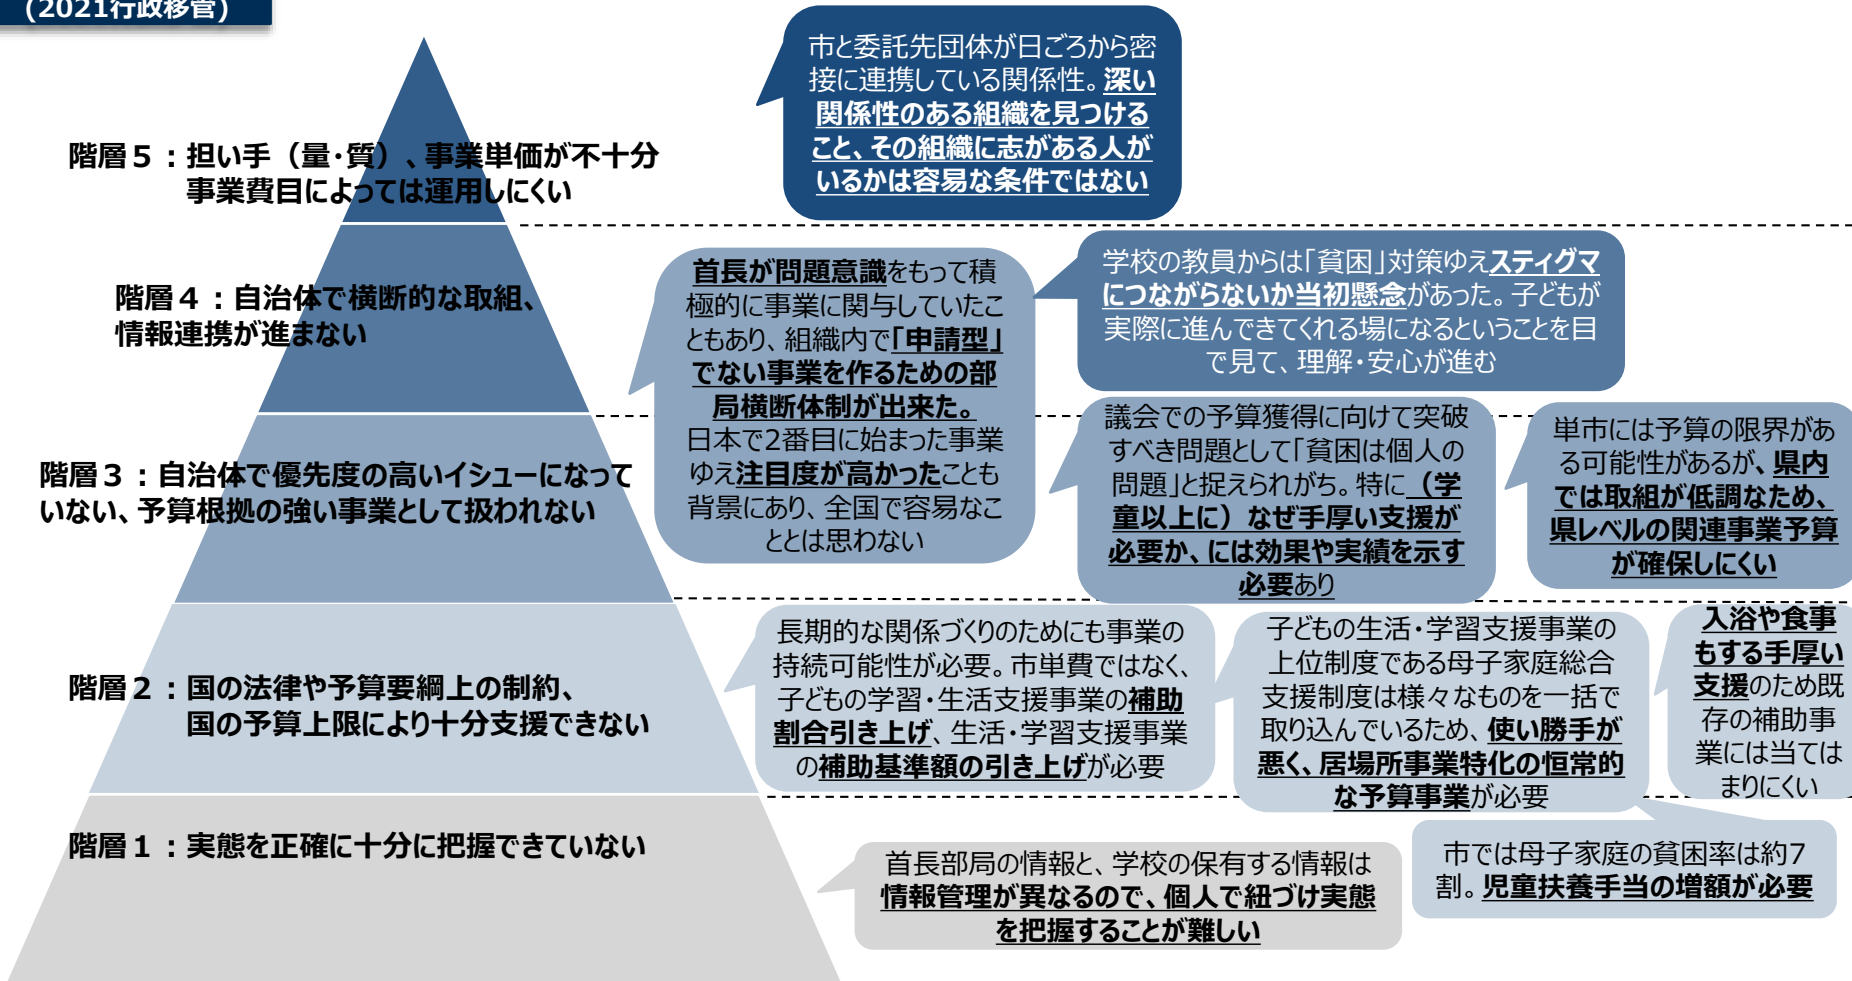 (2021行政移管)
市と委託先団体が日ごろから密
接に連携している関係性。深い
関係性のある組織を見つける
こと、その組織に志がある人が
いるかは容易な条件ではない
階層５：担い手（量・質）、事業単価が不十分
事業費目によっては運用しにくい
階層４：自治体で横断的な取組、
情報連携が進まない
首長が問題意識をもって積
極的に事業に関与していたこ
ともあり、組織内で「申請型」
でない事業を作るための部
局横断体制が出来た。
日本で2番目に始まった事業
ゆえ注目度が高かったことも
背景にあり、全国で容易なこ
ととは思わない
学校の教員からは「貧困」対策ゆえスティグマ
につながらないか当初懸念があった。子どもが
実際に進んできてくれる場になるということを目
で見て、理解・安心が進む
階層３：自治体で優先度の高いイシューになって
いない、予算根拠の強い事業として扱われない
議会での予算獲得に向けて突破
すべき問題として「貧困は個人の
問題」と捉えられがち。特に（学
童以上に）なぜ手厚い支援が
必要か、には効果や実績を示す
必要あり
単市には予算の限界があ
る可能性があるが、県内
では取組が低調なため、
県レベルの関連事業予算
が確保しにくい
階層２：国の法律や予算要綱上の制約、
国の予算上限により十分支援できない
長期的な関係づくりのためにも事業の
持続可能性が必要。市単費ではなく、
子どもの学習・生活支援事業の補助
割合引き上げ、生活・学習支援事業
の補助基準額の引き上げが必要
子どもの生活・学習支援事業の
上位制度である母子家庭総合
支援制度は様々なものを一括で
取り込んでいるため、使い勝手が
悪く、居場所事業特化の恒常的
な予算事業が必要
入浴や食事
もする手厚い
支援のため既
存の補助事
業には当ては
まりにくい
階層１：実態を正確に十分に把握できていない
首長部局の情報と、学校の保有する情報は
情報管理が異なるので、個人で紐づけ実態
を把握することが難しい
市では母子家庭の貧困率は約7
割。児童扶養手当の増額が必要